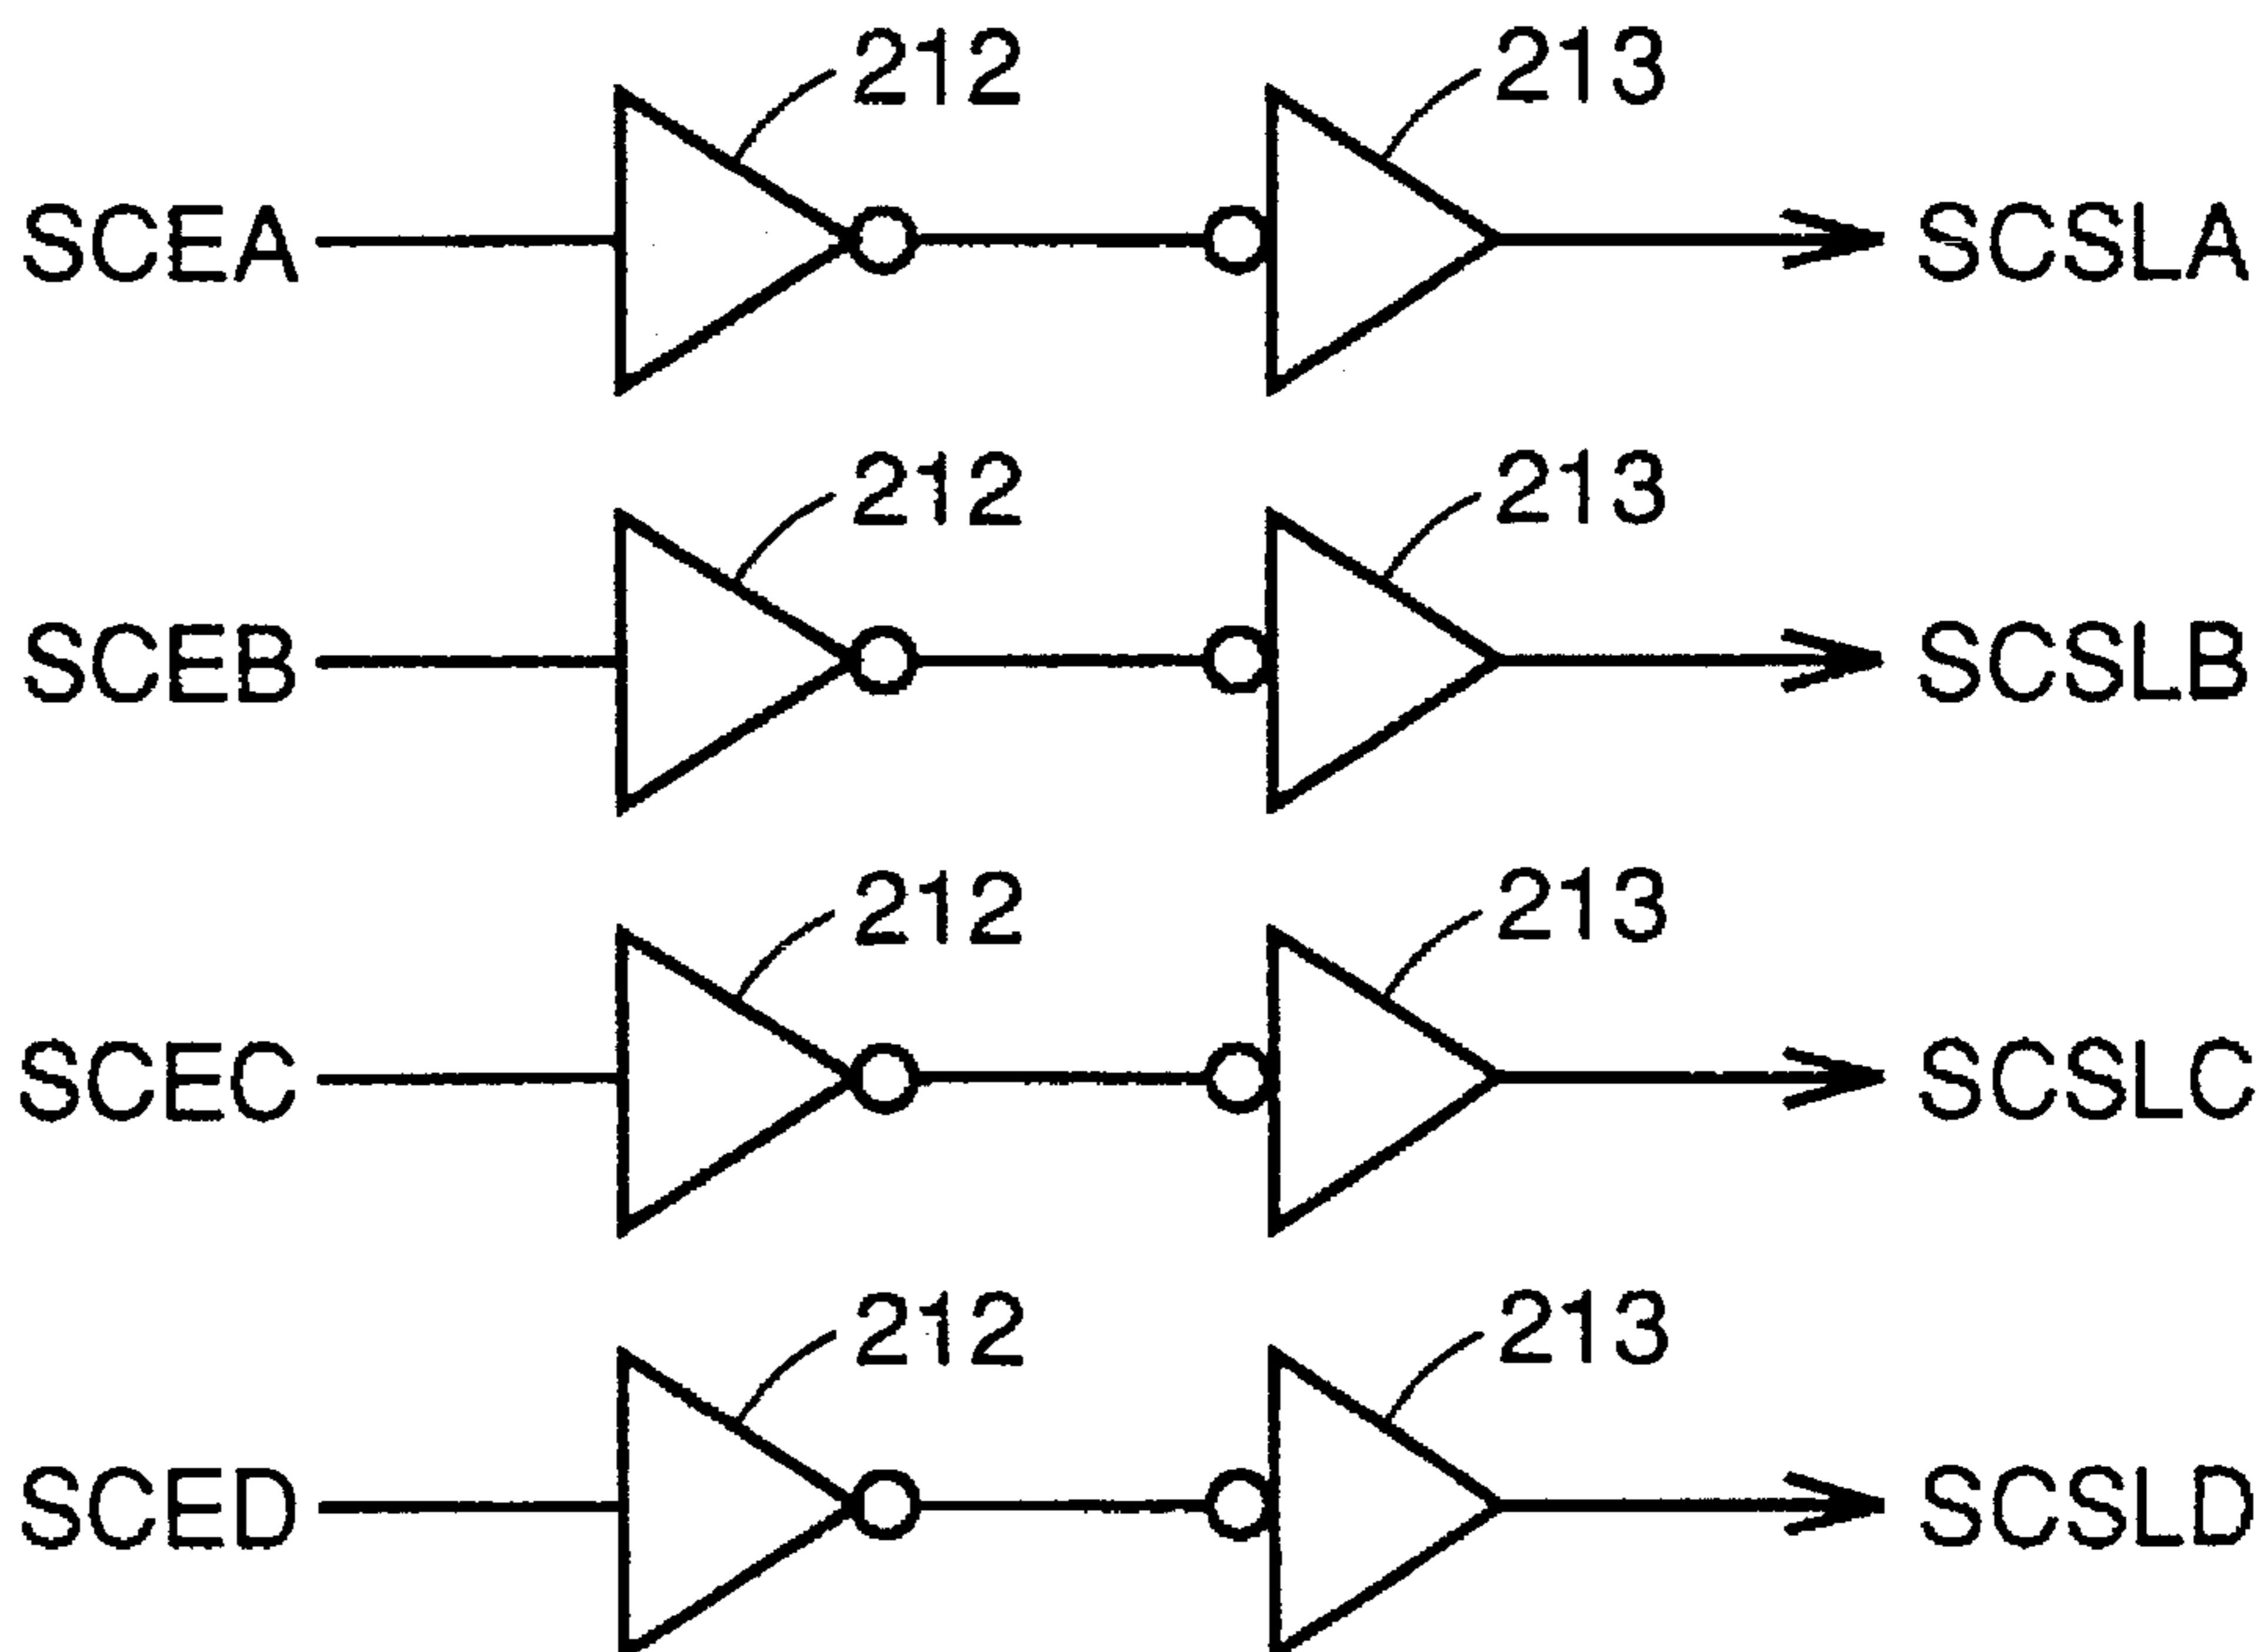 212 213
SCEA SCSLA
212 213
SCEB SCSLB
212 213
SCEC SCSLC
212 213
SCED SCSLD